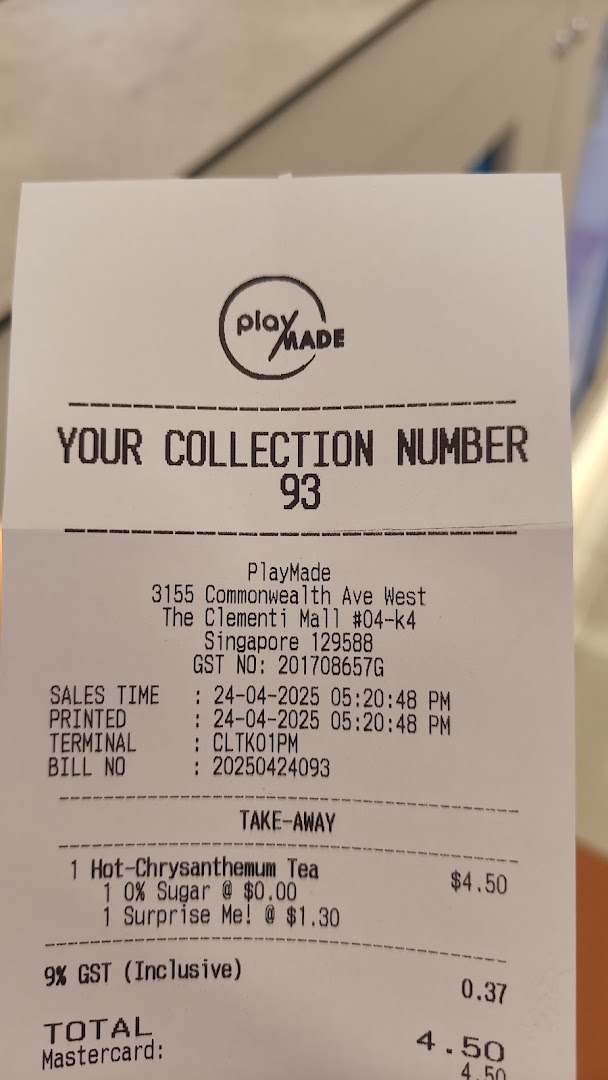 play MADE
YOUR COLLECTION NUMBER
93
PlayMade
3155 Commonwealth Ave West
The Clementi Mall #04-k4
Singapore 129588
GST NO: 201708657G
SALES TIME : 24-04-2025 05:20:48 PM
PRINTED : 24-04-2025 05:20:48 PM
TERMINAL : CLTK01PM
BILL NO : 20250424093
TAKE-AWAY
1 Hot-Chrysanthemum Tea $4.50
1 0% Sugar @ $0.00
1 Surprise Me! @ $1.30
9% GST (Inclusive) 0.37
TOTAL 4.50
Mastercard: 4.50